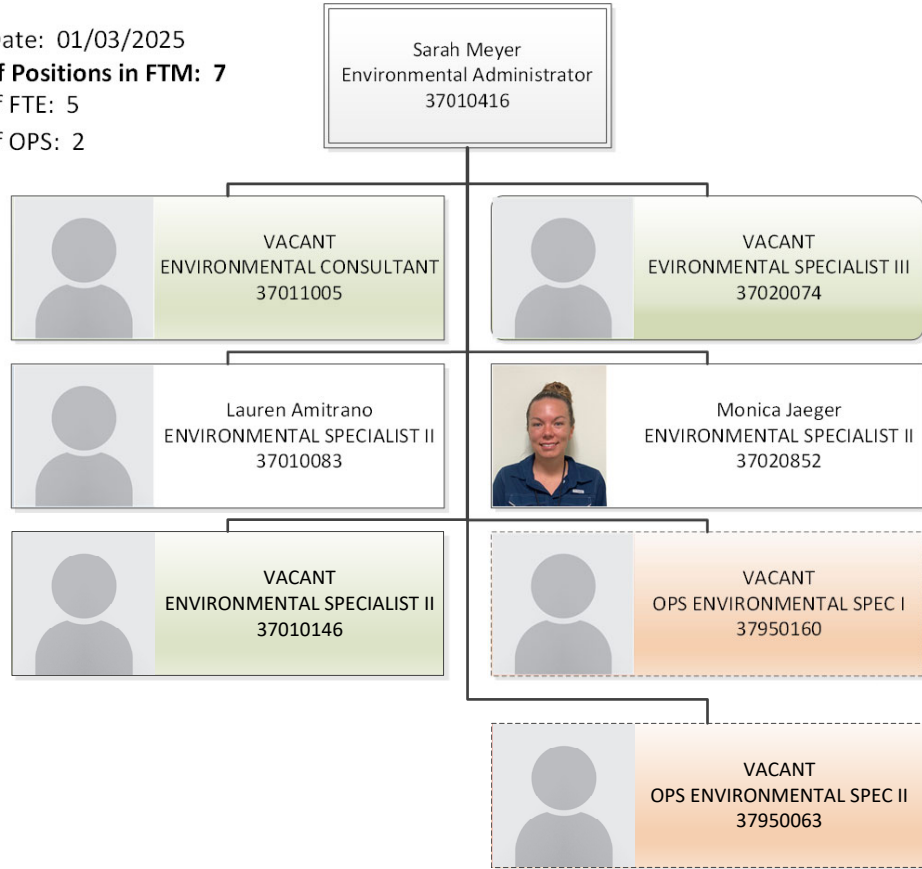 ate: 01/03/2025
f Positions in FTM: 7
f FTE: 5
f OPS: 2
Sarah Meyer
Environmental Administrator
37010416
VACANT
ENVIRONMENTAL CONSULTANT
37011005
VACANT
EVIRONMENTAL SPECIALIST III
37020074
Lauren Amitrano
ENVIRONMENTAL SPECIALIST II
37010083
Monica Jaeger
ENVIRONMENTAL SPECIALIST II
37020852
VACANT
ENVIRONMENTAL SPECIALIST II
37010146
VACANT
OPS ENVIRONMENTAL SPEC I
37950160
VACANT
OPS ENVIRONMENTAL SPEC II
37950063